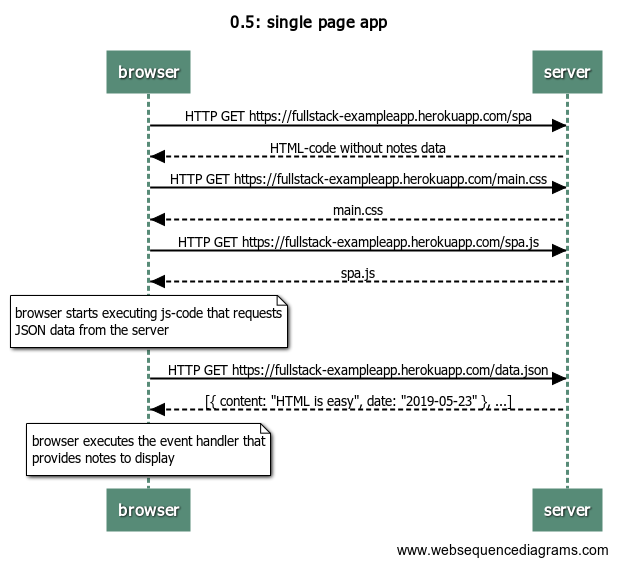 0.5: single page app
browser
server
HTTP GET https://fullstack-exampleapp.herokuapp.com/spa
HTML-code without notes data
HTTP GET https://fullstack-exampleapp.herokuapp.com/main.css
main.css
HTTP GET https://fullstack-exampleapp.herokuapp.com/spa.js
spa.js
browser starts executing js-code that requests
JSON data from the server
HTTP GET https://fullstack-exampleapp.herokuapp.com/data.json
[{ content: "HTML is easy", date: "2019-05-23" }, ...]
browser executes the event handler that
provides notes to display
browser
server
www.websequencediagrams.com